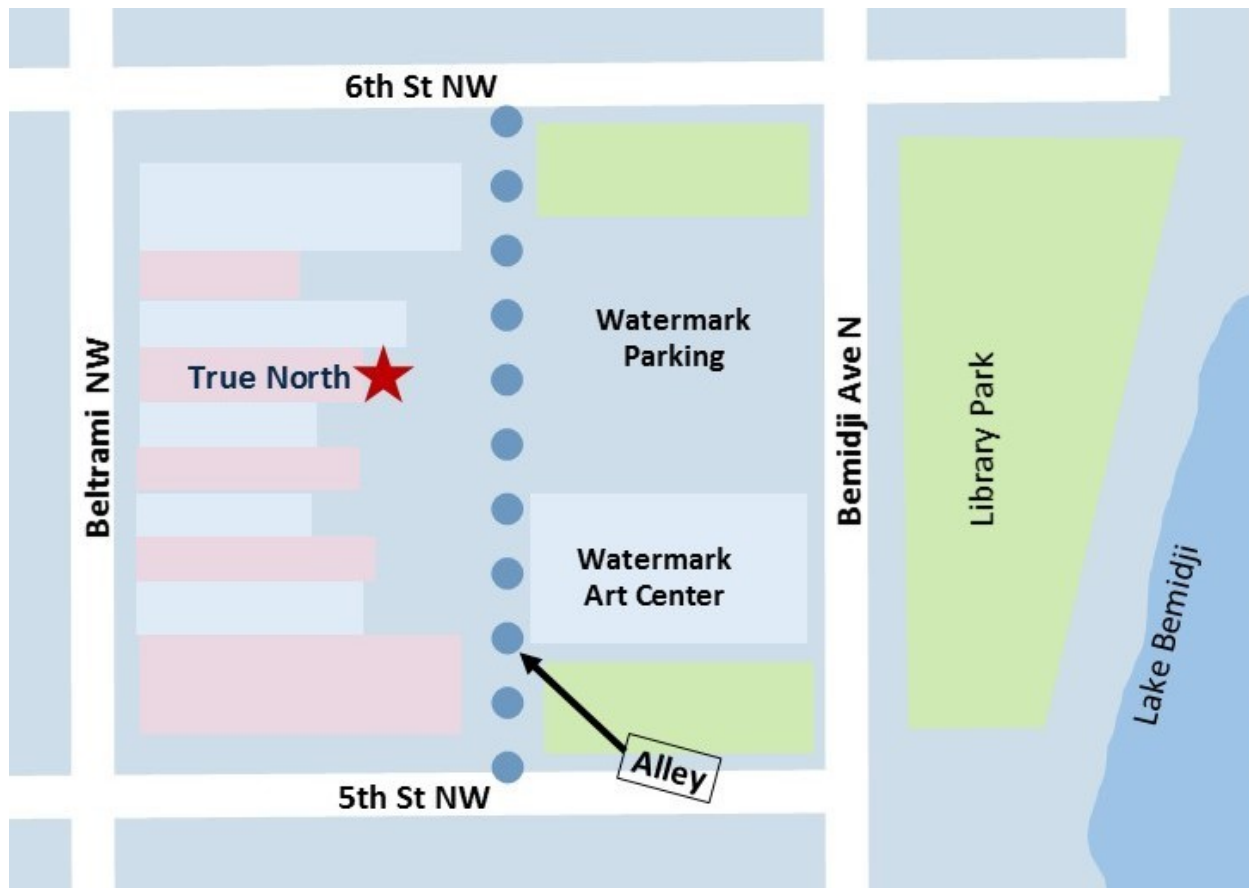 6th St NW
Watermark
Parking
True North
Beltrami  NW
Bemidji Ave N
Library Park
Watermark
Art Center
Lake Bemidji
Alley
5th St NW